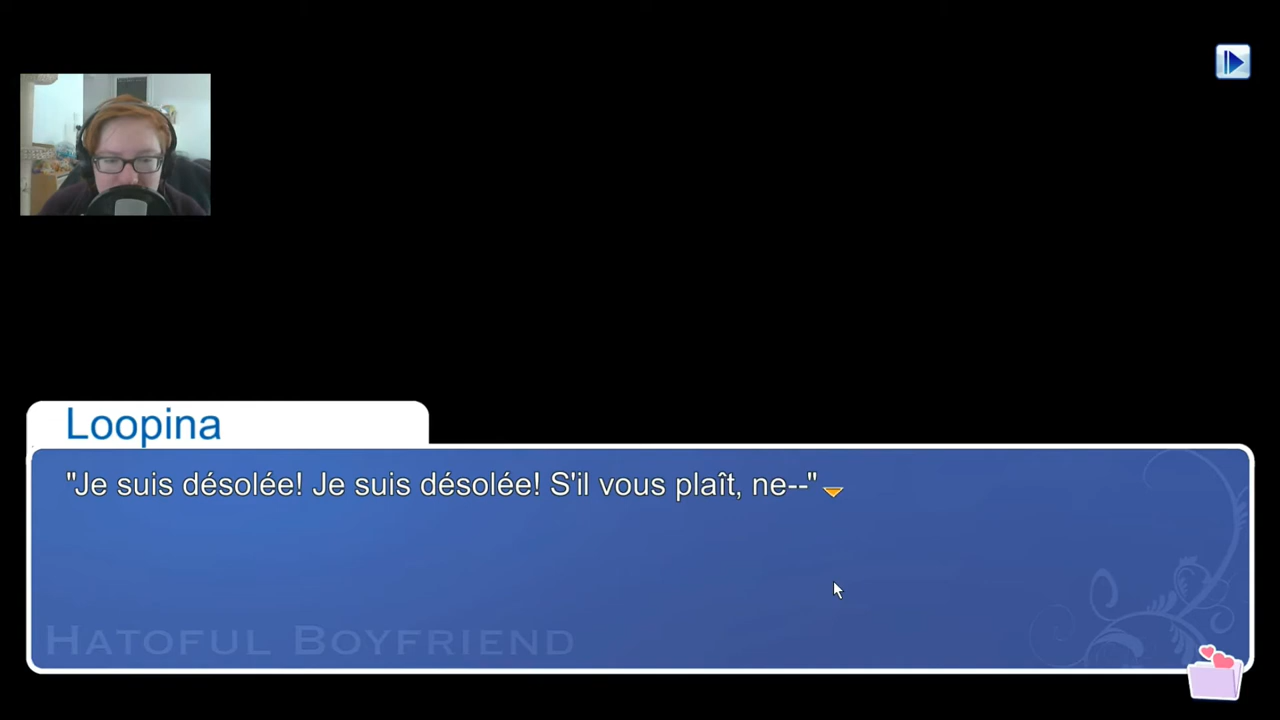 Loopina
"Je suis désolée! Je suis désolée! S'il vous plaît, ne--"
HATOFUL BOYFRIEND